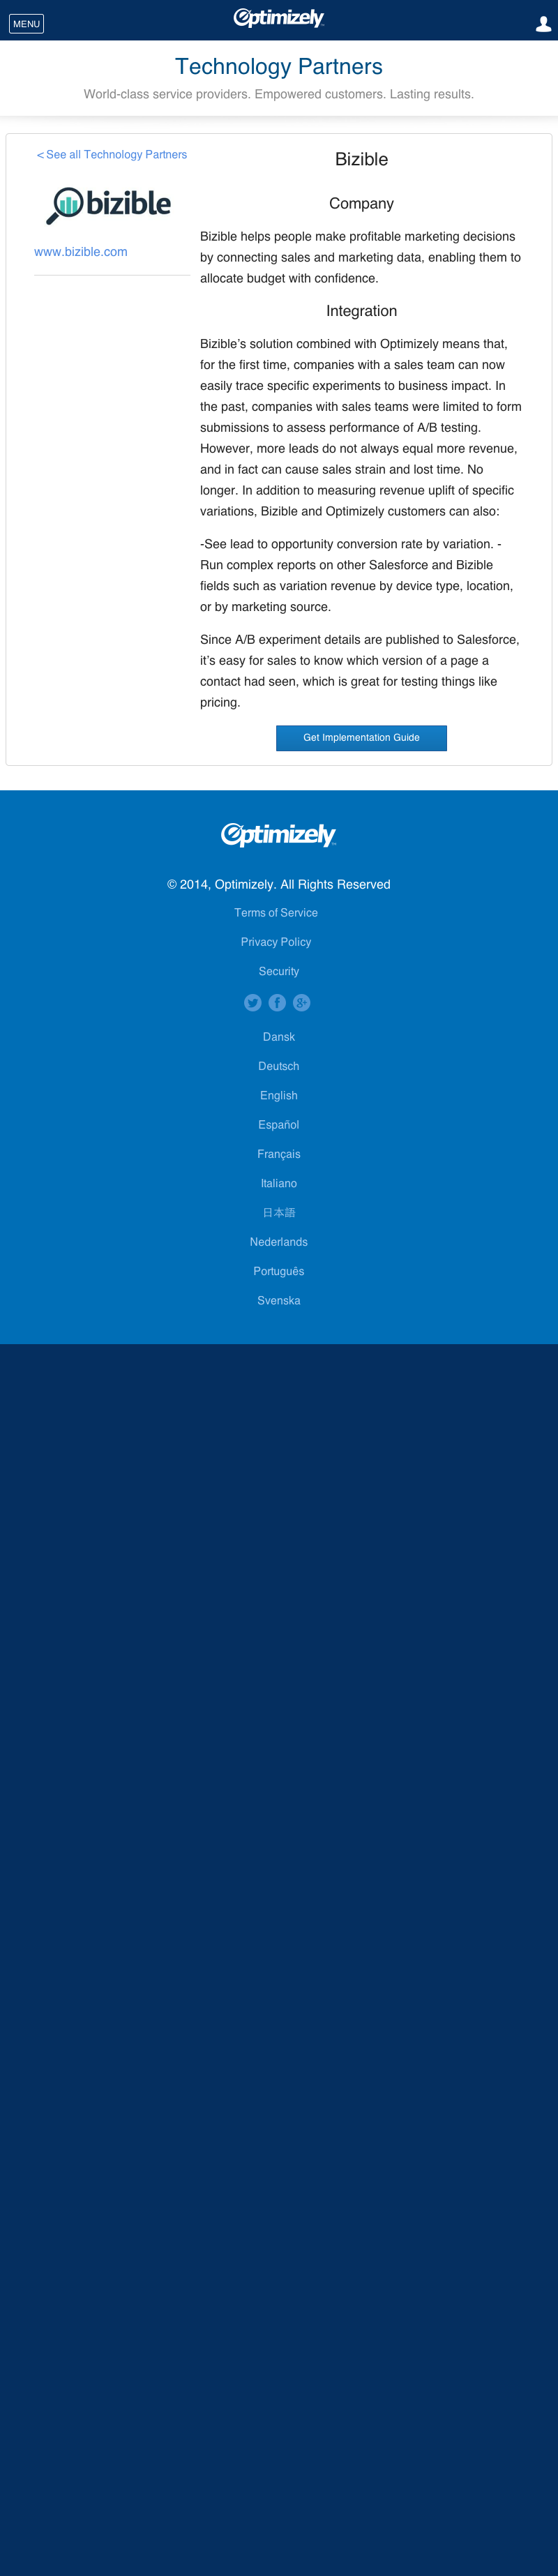 MENU
Optimizely
Technology Partners
World-class service providers. Empowered customers. Lasting results.
< See all Technology Partners
bizible
www.bizible.com
Bizible
Company
Bizible helps people make profitable marketing decisions
by connecting sales and marketing data, enabling them to
allocate budget with confidence.
Integration
Bizible’s solution combined with Optimizely means that,
for the first time, companies with a sales team can now
easily trace specific experiments to business impact. In
the past, companies with sales teams were limited to form
submissions to assess performance of A/B testing.
However, more leads do not always equal more revenue,
and in fact can cause sales strain and lost time. No
longer. In addition to measuring revenue uplift of specific
variations, Bizible and Optimizely customers can also:
-See lead to opportunity conversion rate by variation. -
Run complex reports on other Salesforce and Bizible
fields such as variation revenue by device type, location,
or by marketing source.
Since A/B experiment details are published to Salesforce,
it’s easy for sales to know which version of a page a
contact had seen, which is great for testing things like
pricing.
Get Implementation Guide
Optimizely
© 2014, Optimizely. All Rights Reserved
Terms of Service
Privacy Policy
Security
Dansk
Deutsch
English
Español
Français
Italiano
日本語
Nederlands
Português
Svenska